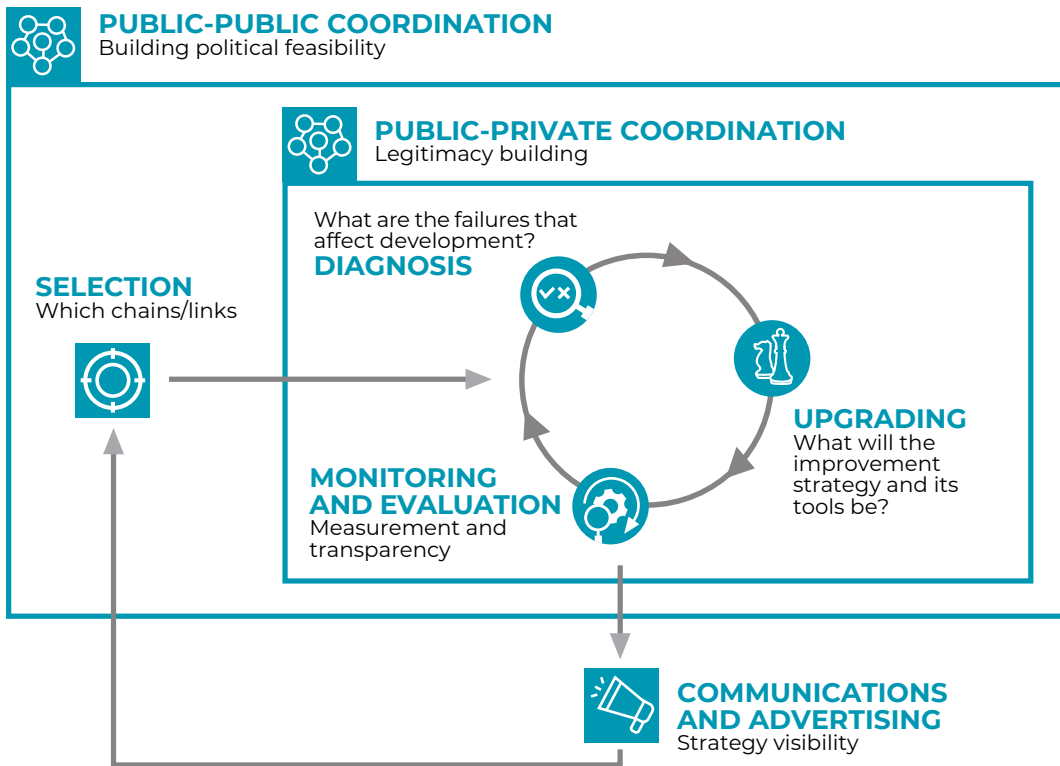 PUBLIC-PUBLIC COORDINATION
Building political feasibility
PUBLIC-PRIVATE COORDINATION
Legitimacy building
What are the failures that
affect development?
DIAGNOSIS
SELECTION
Which chains/links
UPGRADING
What will the
improvement
strategy and its
tools be?
MONITORING
AND EVALUATION
Measurement and
transparency
COMMUNICATIONS
AND ADVERTISING
Strategy visibility